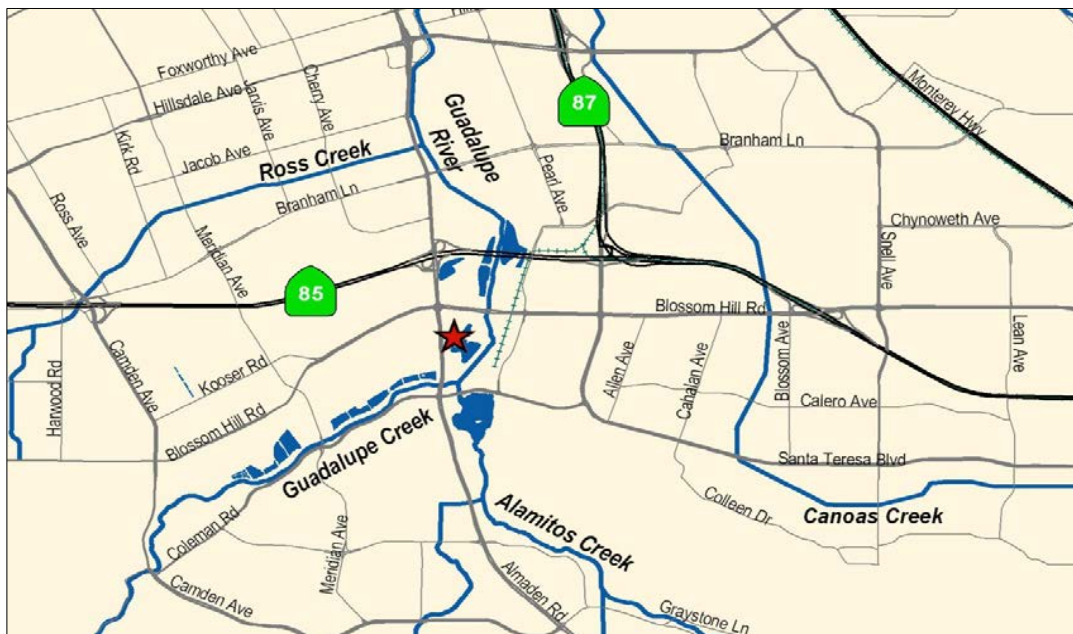 Foxworthy Ave
Hillsdale Ave
Jarvis Ave
Cherry Ave
Kirk Rd
Jacob Ave
Ross Creek
Guadalupe
River
87
Monterey Hwy
Branham Ln
Pearl Ave
Branham Ln
Ross Ave
Meridian Ave
Chynoweth Ave
Snell Ave
85
Blossom Hill Rd
Lean Ave
Harwood Rd
Camden Ave
Kooser Rd
Allen Ave
Cahalan Ave
Blossom Ave
Calero Ave
Blossom Hill Rd
Guadalupe Creek
Santa Teresa Blvd
Colleen Dr
Canoas Creek
Alamitos Creek
Coleman Rd
Meridian Ave
Camden Ave
Almaden Rd
Graystone Ln